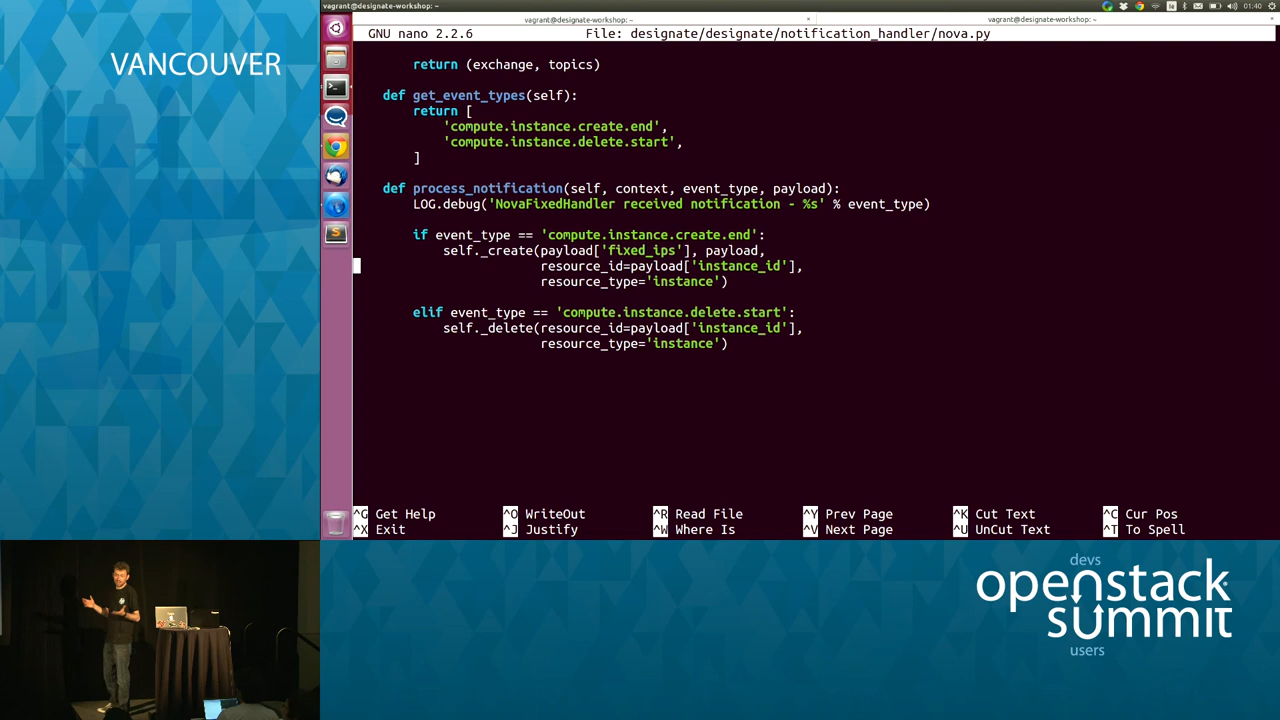 VANCOUVER
vagrant@designate-workshop: ~
01:40
vagrant@designate-workshop: ~
vagrant@designate-workshop: ~
GNU nano 2.2.6 File: designate/designate/notification_handler/nova.py
return (exchange, topics)
def get_event_types(self):
return [
'compute.instance.create.end',
'compute.instance.delete.start',
]
def process_notification(self, context, event_type, payload):
LOG.debug('NovaFixedHandler received notification - %s' % event_type)
if event_type == 'compute.instance.create.end':
self._create(payload['fixed_ips'], payload,
resource_id=payload['instance_id'],
resource_type='instance')
elif event_type == 'compute.instance.delete.start':
self._delete(resource_id=payload['instance_id'],
resource_type='instance')
^G Get Help ^O WriteOut ^R Read File ^Y Prev Page ^K Cut Text ^C Cur Pos
^X Exit ^J Justify ^W Where Is ^V Next Page ^U UnCut Text ^T To Spell
devs
openstack
summit
users